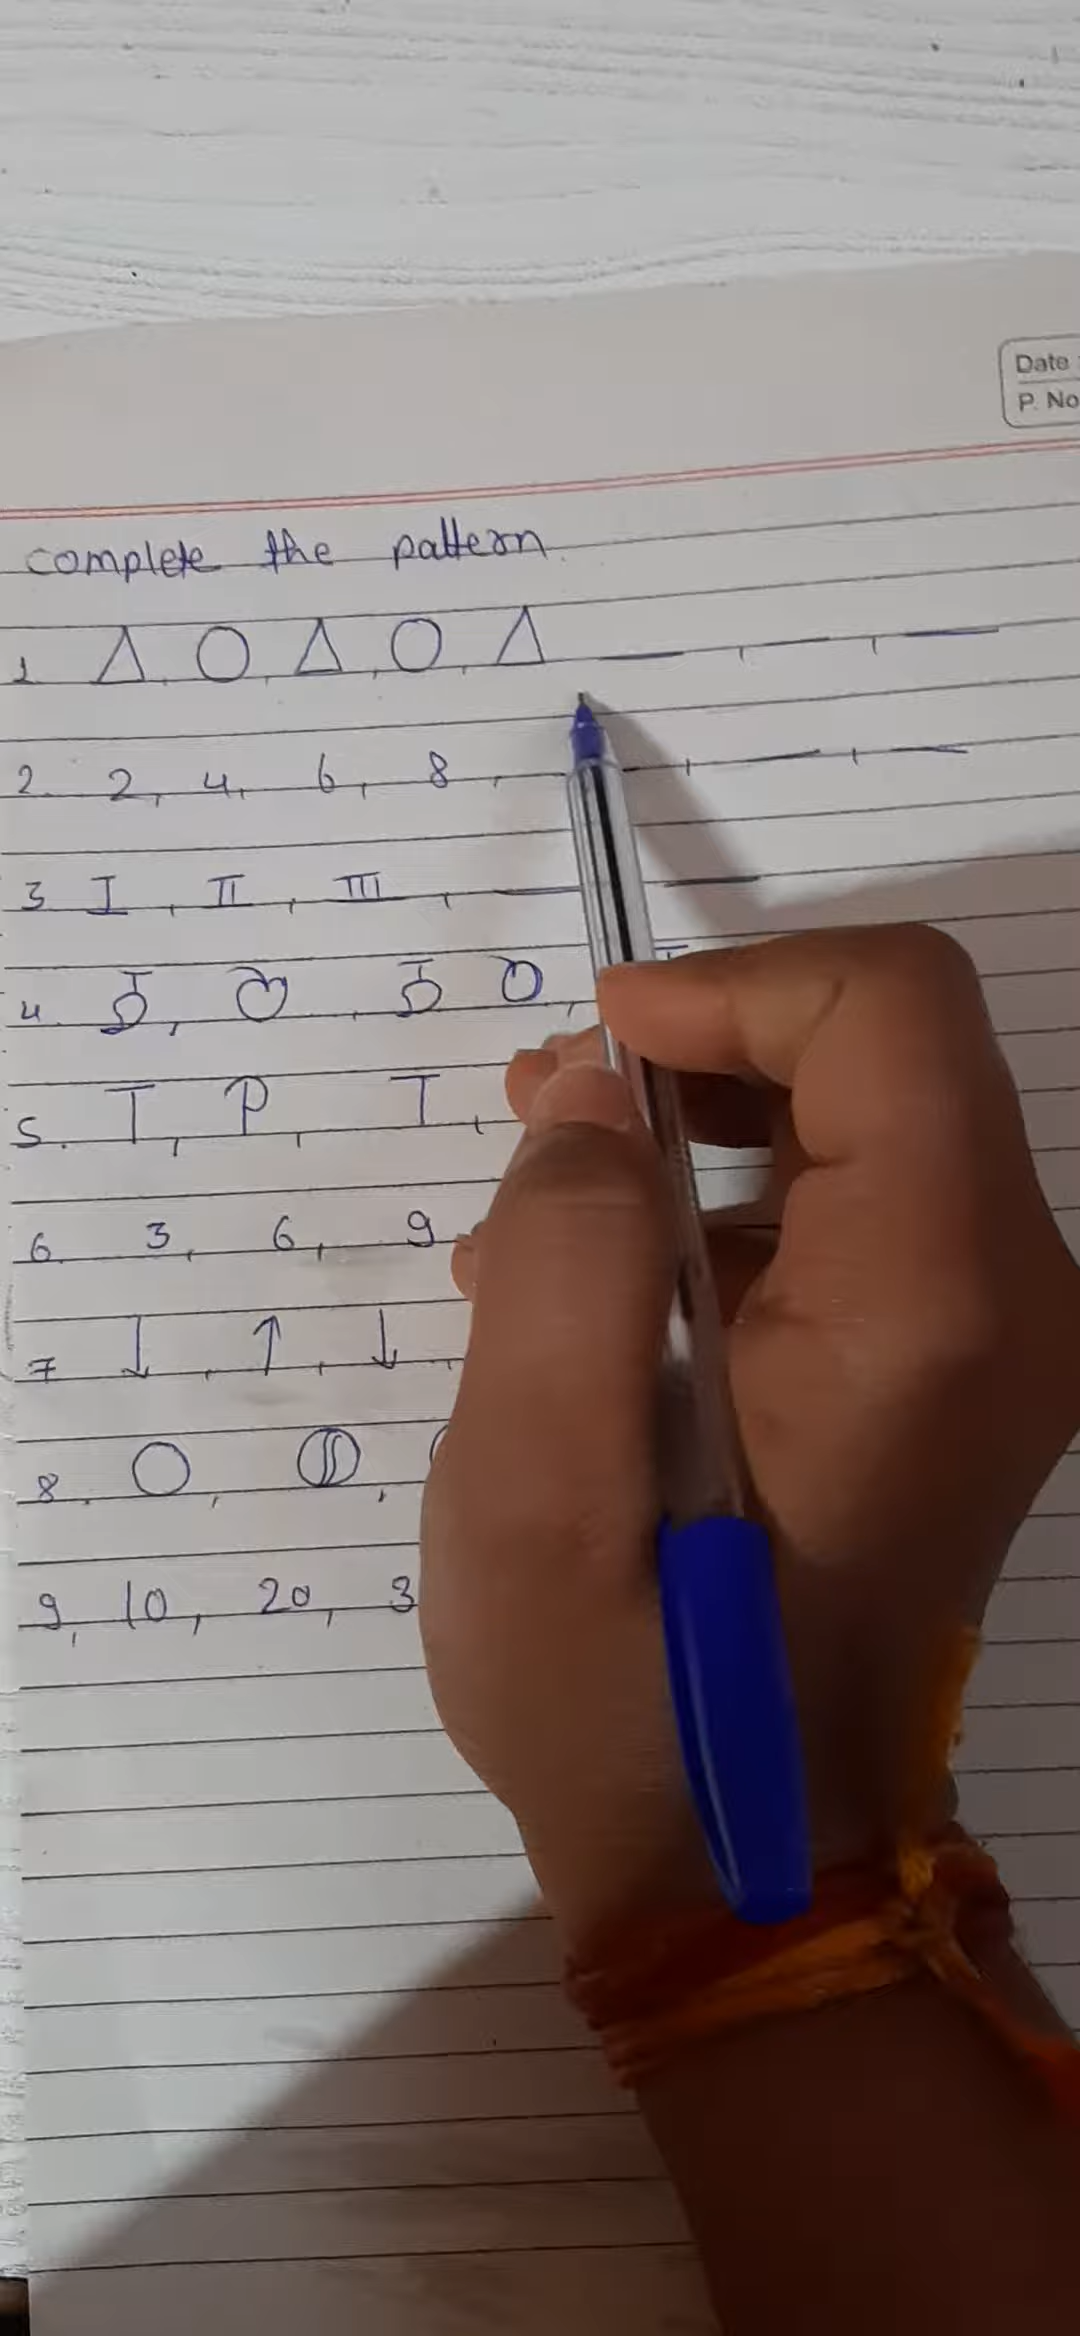 Date :
P. No
complete the pattern
1 △, ○, △, ○, △ ___, ___, ___
2. 2, 4, 6, 8, ___, ___, ___
3 I, II, III, ___ ___
4.
5. T, P, T,
6. 3, 6, 9
7 ↓, ↑, ↓,
8. ○,
9, 10, 20, 3